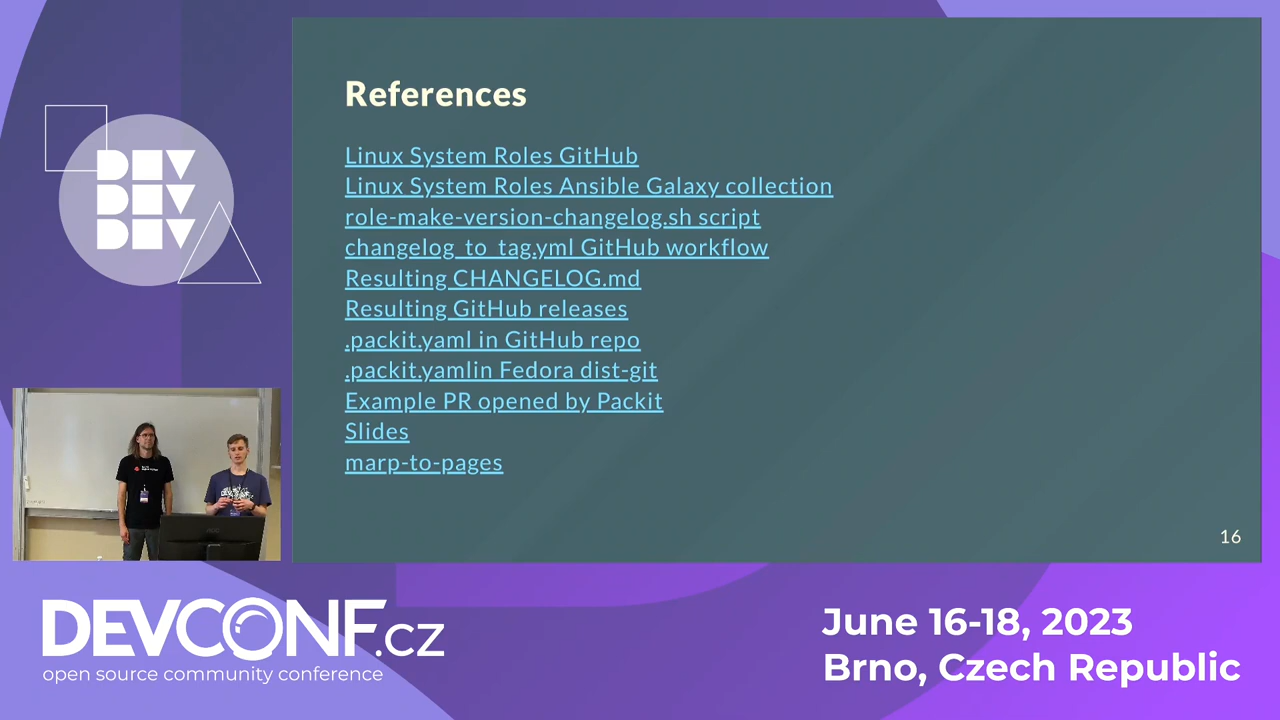 References
Linux System Roles GitHub
Linux System Roles Ansible Galaxy collection
role-make-version-changelog.sh script
changelog_to_tag.yml GitHub workflow
Resulting CHANGELOG.md
Resulting GitHub releases
.packit.yaml in GitHub repo
.packit.yamlin Fedora dist-git
Example PR opened by Packit
Slides
marp-to-pages
16
DEV
DEV
DEV
DEVCONF.cz
open source community conference
June 16-18, 2023
Brno, Czech Republic